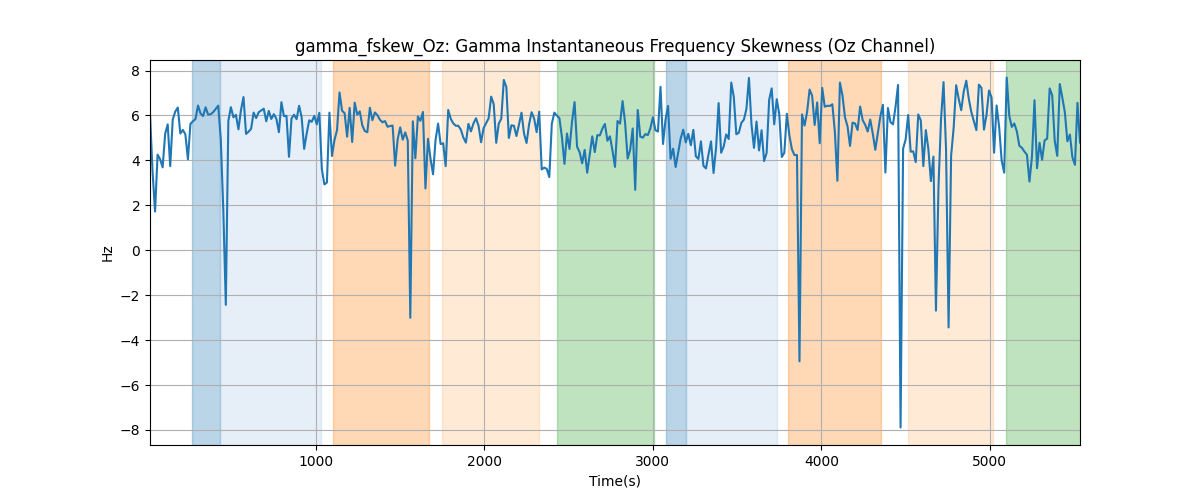 gamma_fskew_Oz: Gamma Instantaneous Frequency Skewness (Oz Channel)
8
6
4
2
0
−2
−4
−6
−8
Hz
1000 2000 3000 4000 5000
Time(s)